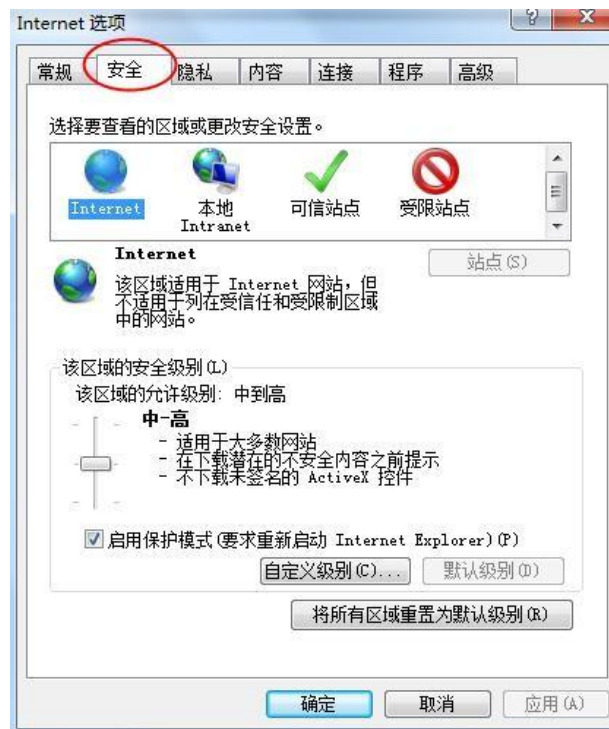 Internet 选项
常规 安全 隐私 内容 连接 程序 高级
选择要查看的区域或更改安全设置。
Internet 本地 Intranet 可信站点 受限站点
Internet
站点(S)
该区域适用于 Internet 网站，但
不适用于列在受信任和受限制区域
中的网站。
该区域的安全级别(L)
该区域的允许级别: 中到高
中-高
- 适用于大多数网站
- 在下载潜在的不安全内容之前提示
- 不下载未签名的 ActiveX 控件
启用保护模式(要求重新启动 Internet Explorer)(P)
自定义级别(C)... 默认级别(D)
将所有区域重置为默认级别(R)
确定 取消 应用(A)